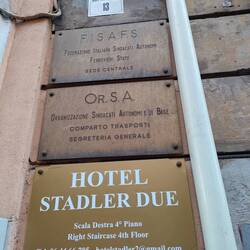 13
F.I.S.A.F.S.
Federazione Italiana Sindacati Autonomi
Ferrovieri Stato
SEDE CENTRALE
Or.S.A.
Organizzazione Sindacati Autonomi e di Base
COMPARTO TRASPORTI
SEGRETERIA GENERALE
HOTEL
STADLER DUE
Scala Destra 4° Piano
Right Staircase 4th Floor